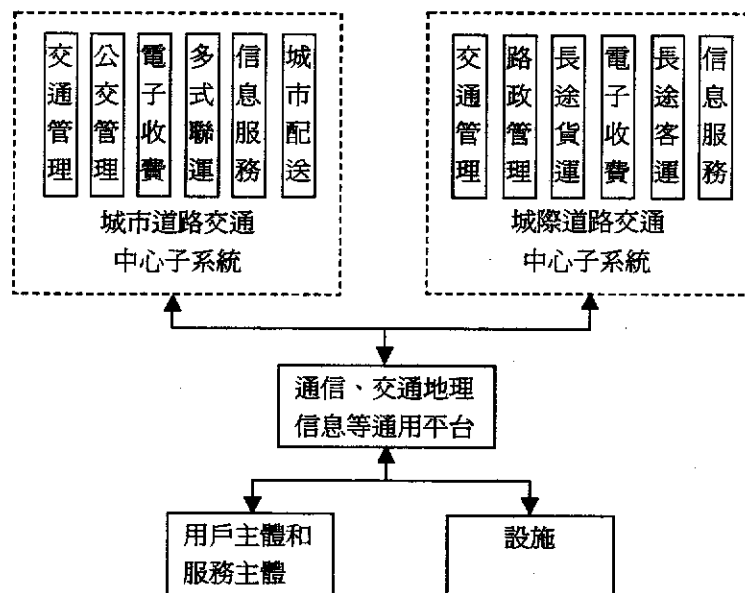 交通管理
公交管理
電子收費
多式聯運
信息服務
城市配送
城市道路交通
中心子系統
交通管理
路政管理
長途貨運
電子收費
長途客運
信息服務
城際道路交通
中心子系統
通信、交通地理
信息等通用平台
用戶主體和
服務主體
設施